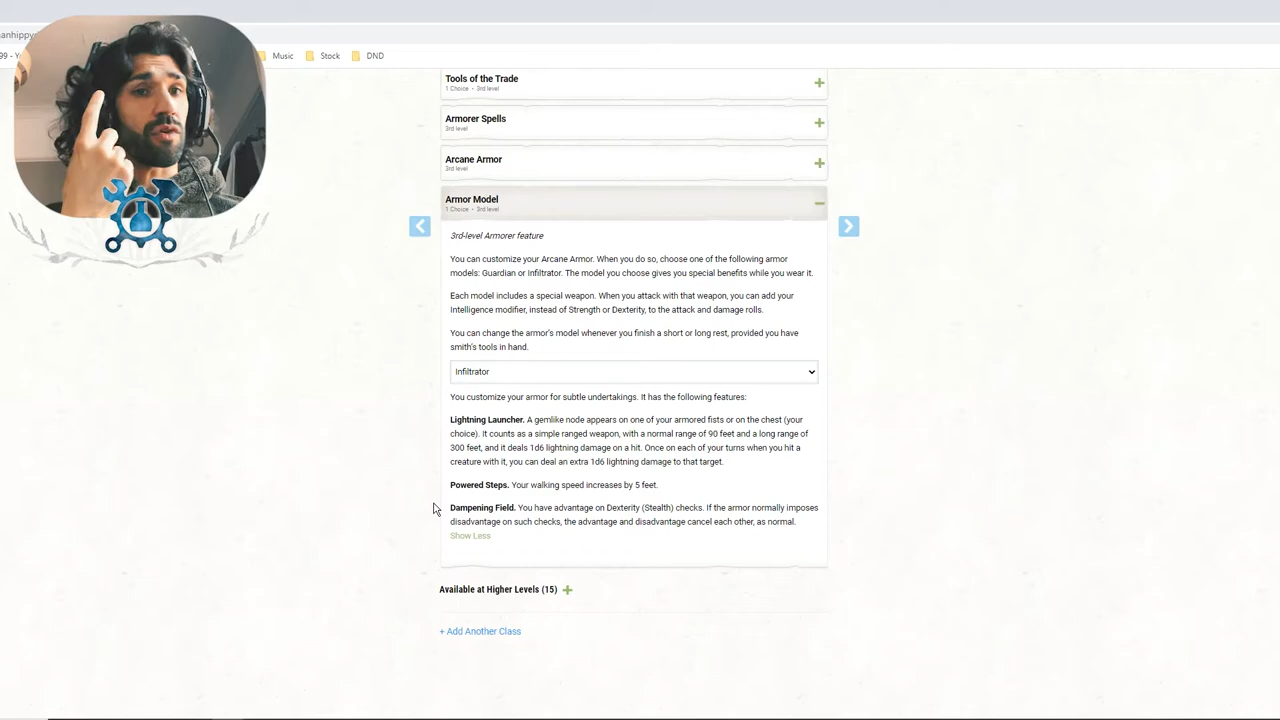 anhippy
99 - Y
Music
Stock
DND
Tools of the Trade
1 Choice • 3rd level
Armorer Spells
3rd level
Arcane Armor
3rd level
Armor Model
1 Choice • 3rd level
3rd-level Armorer feature
You can customize your Arcane Armor. When you do so, choose one of the following armor
models: Guardian or Infiltrator. The model you choose gives you special benefits while you wear it.
Each model includes a special weapon. When you attack with that weapon, you can add your
Intelligence modifier, instead of Strength or Dexterity, to the attack and damage rolls.
You can change the armor's model whenever you finish a short or long rest, provided you have
smith's tools in hand.
Infiltrator
You customize your armor for subtle undertakings. It has the following features:
Lightning Launcher. A gemlike node appears on one of your armored fists or on the chest (your
choice). It counts as a simple ranged weapon, with a normal range of 90 feet and a long range of
300 feet, and it deals 1d6 lightning damage on a hit. Once on each of your turns when you hit a
creature with it, you can deal an extra 1d6 lightning damage to that target.
Powered Steps. Your walking speed increases by 5 feet.
Dampening Field. You have advantage on Dexterity (Stealth) checks. If the armor normally imposes
disadvantage on such checks, the advantage and disadvantage cancel each other, as normal.
Show Less
Available at Higher Levels (15)
+ Add Another Class